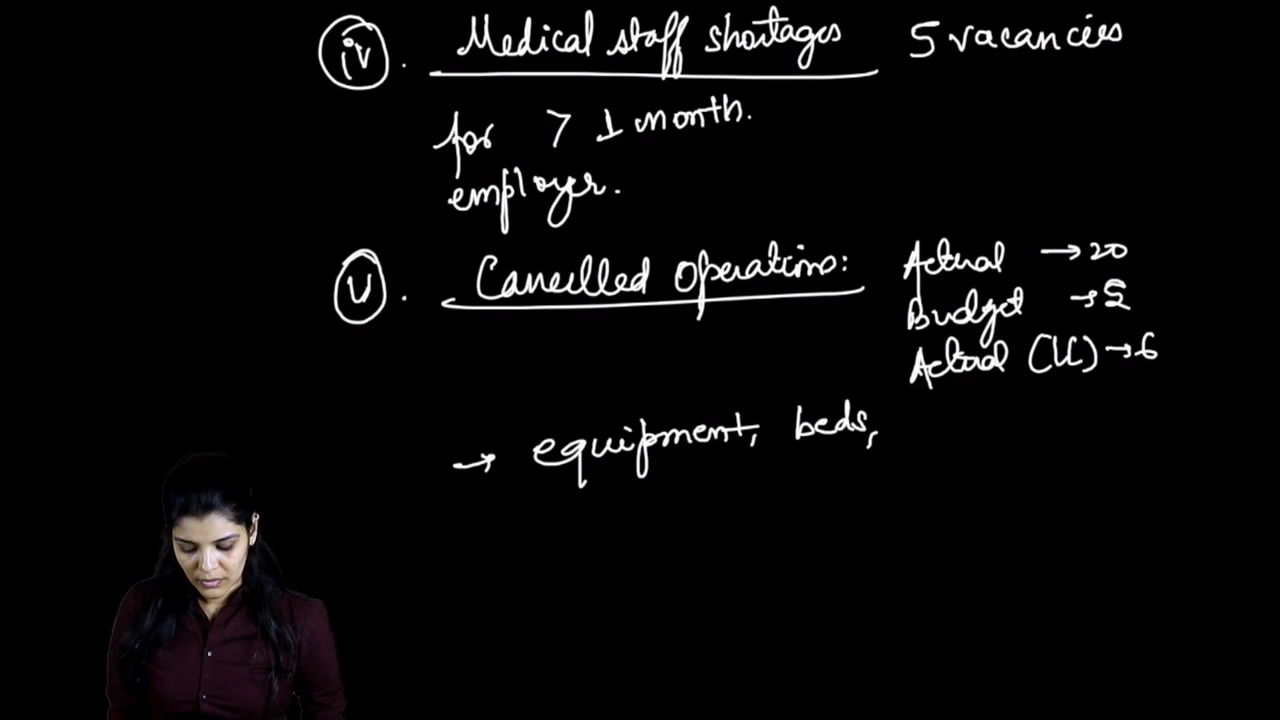 iv. Medical staff shortages 5 vacancies
for > 1 month.
employer.
v. Cancelled operations: Actual → 20
Budget → 5
Actual (U) → 6
→ equipment, beds,